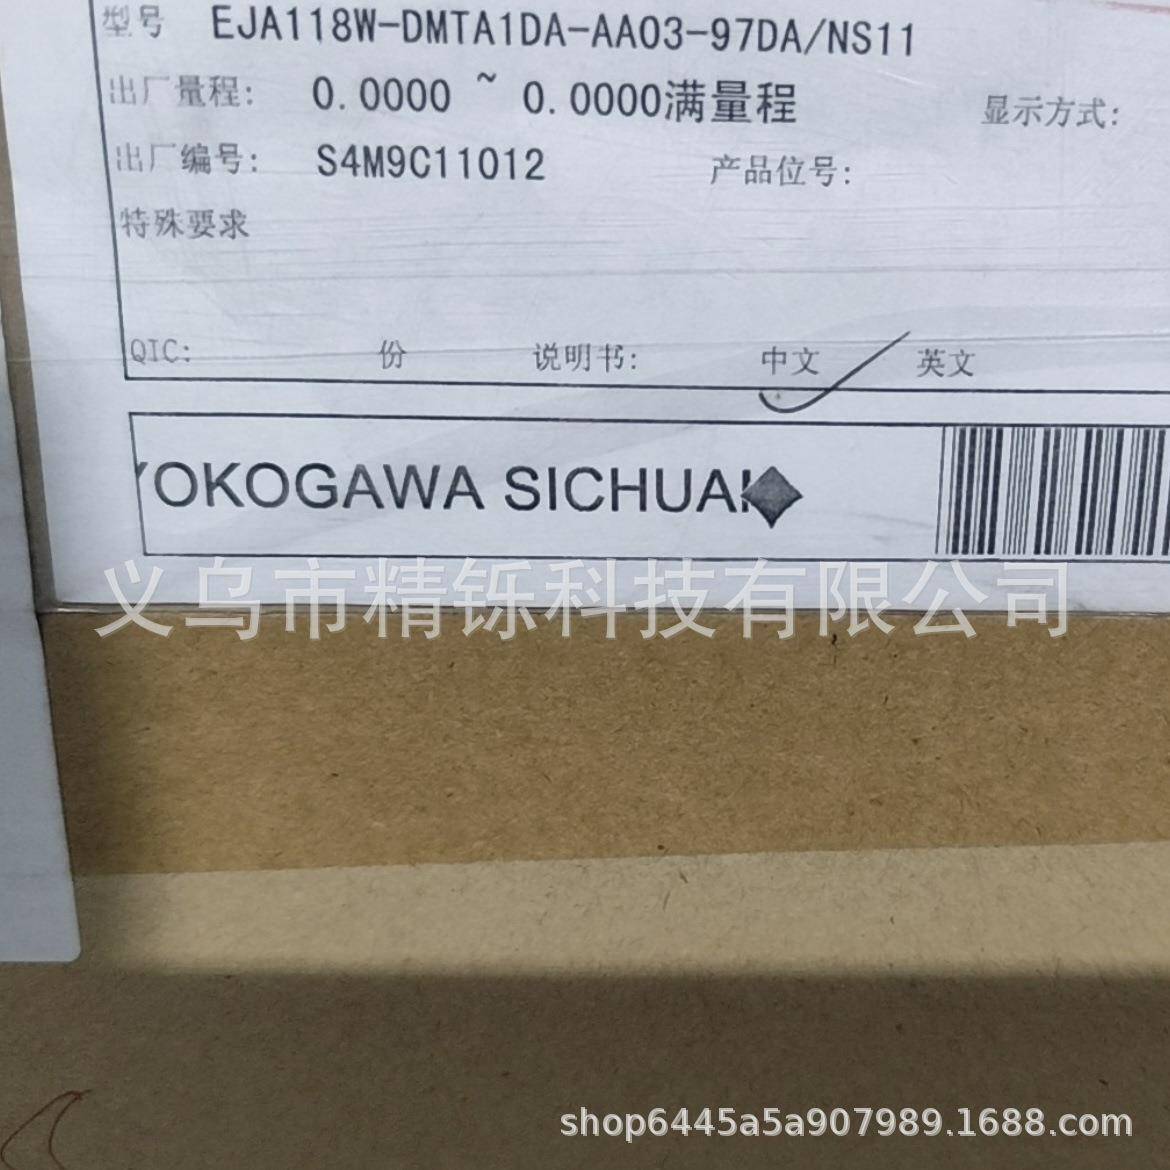 型号 EJA118W-DMTA1DA-AA03-97DA/NS11
出厂量程: 0.0000 ~ 0.0000满量程 显示方式:
出厂编号: S4M9C11012 产品位号:
特殊要求
QIC: 份 说明书: 中文 英文
YOKOGAWA SICHUAN
义乌市精铄科技有限公司
shop6445a5a907989.1688.com